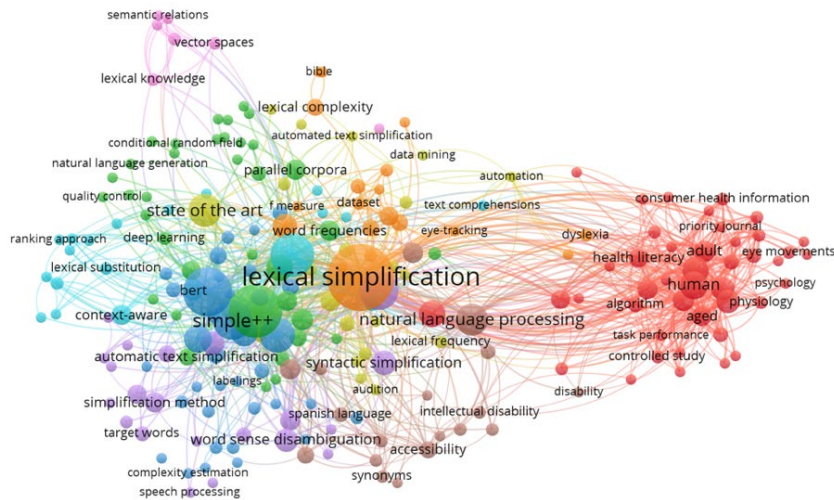 semantic relations
vector spaces
lexical knowledge
bible
lexical complexity
conditional random field
automated text simplification
data mining
natural language generation
parallel corpora
automation
quality control
state of the art
f measure
dataset
text comprehensions
consumer health information
priority journal
ranking approach
deep learning
word frequencies
eye-tracking
dyslexia
health literacy
adult
eye movements
lexical substitution
lexical simplification
bert
human
psychology
context-aware
simple++
natural language processing
algorithm
aged
physiology
task performance
automatic text simplification
lexical frequency
syntactic simplification
controlled study
labelings
audition
disability
simplification method
spanish language
intellectual disability
target words
word sense disambiguation
accessibility
complexity estimation
synonyms
speech processing